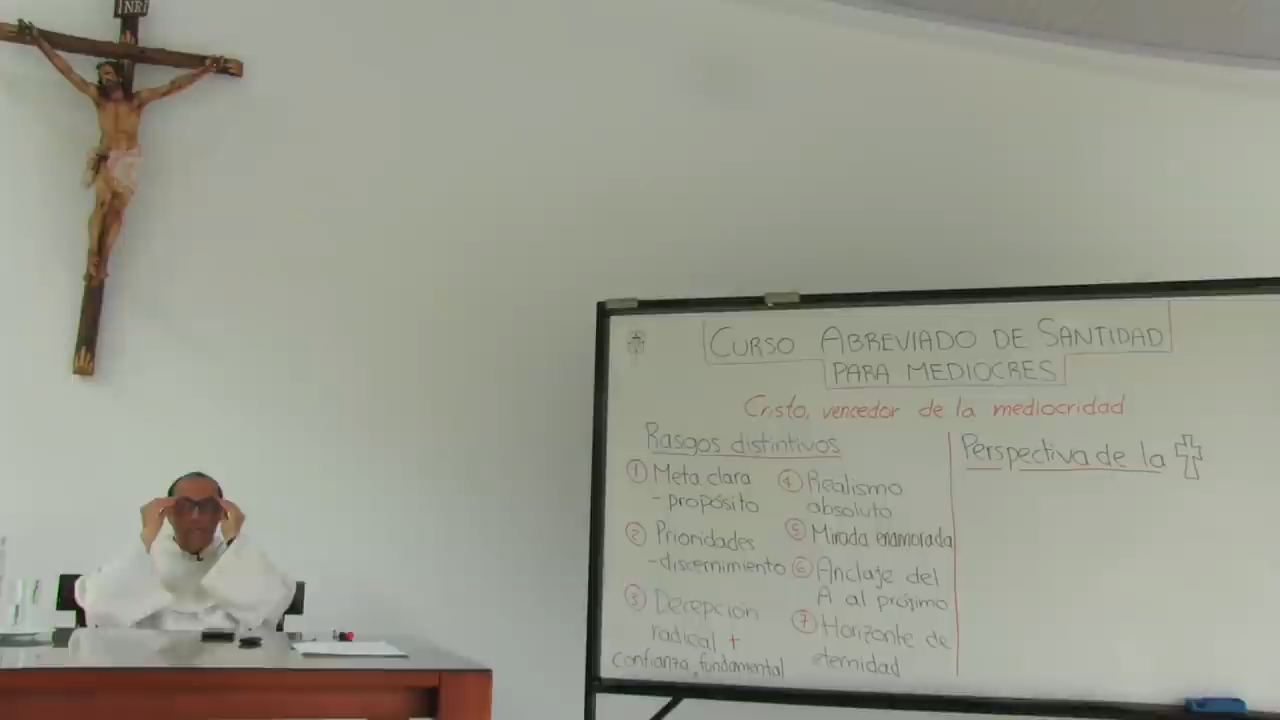 INRI
CURSO ABREVIADO DE SANTIDAD
PARA MEDIOCRES
Cristo, vencedor de la mediocridad
Rasgos distintivos
① Meta clara
- propósito
② Prioridades
- discernimiento
③ Decepción
radical +
confianza fundamental
④ Realismo
absoluto
⑤ Mirada enamorada
⑥ Anclaje del
A al prójimo
⑦ Horizonte de
eternidad
Perspectiva de la